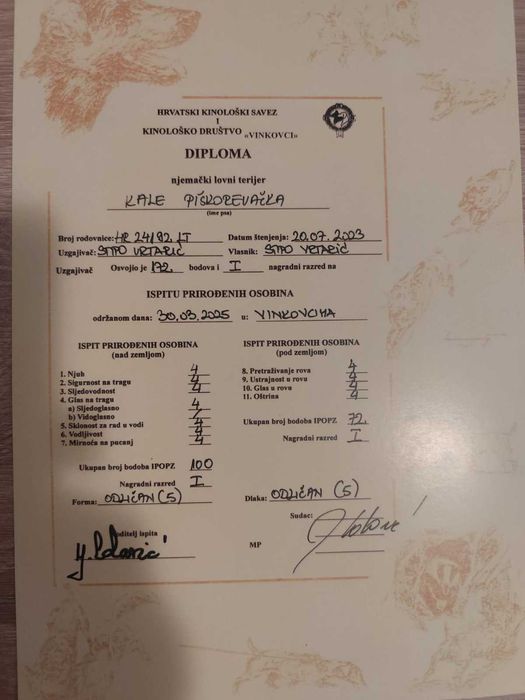 HRVATSKI KINOLOŠKI SAVEZ
I
KINOLOŠKO DRUŠTVO „VINKOVCI»
DIPLOMA
njemački lovni terijer
KALE PIŠKOREVAČKA
(ime psa)
Broj rodovnice: HR 24192 LT Datum štenjenja: 20.07.2023
Uzgajivač: STIPO VRTARIĆ Vlasnik: STIPO VRTARIĆ
Uzgajivač Osvojio je 172. bodova i I nagradni razred na
ISPITU PRIROĐENIH OSOBINA
održanom dana: 30.03.2025 u: VINKOVCIMA
ISPIT PRIROĐENIH OSOBINA
(nad zemljom)
1. Njuh 4
2. Sigurnost na tragu 4
3. Sljedovodnost 4
4. Glas na tragu
a) Sljedoglasno 4
b) Vidoglasno
5. Sklonost za rad u vodi 4
6. Vodljivost 4
7. Mirnoća na pucanj 4
Ukupan broj bodoba IPOPZ 100
Nagradni razred I
Forma: ODLIČAN (5)
ISPIT PRIROĐENIH OSOBINA
(pod zemljom)
8. Pretraživanje rova 4
9. Ustrajnost u rovu 4
10. Glas u rovu 4
11. Oštrina 4
Ukupan broj bodova IPOPZ 72.
Nagradni razred I
Dlaka: ODLIČAN (5)
Voditelj ispita
MP
Sudac: